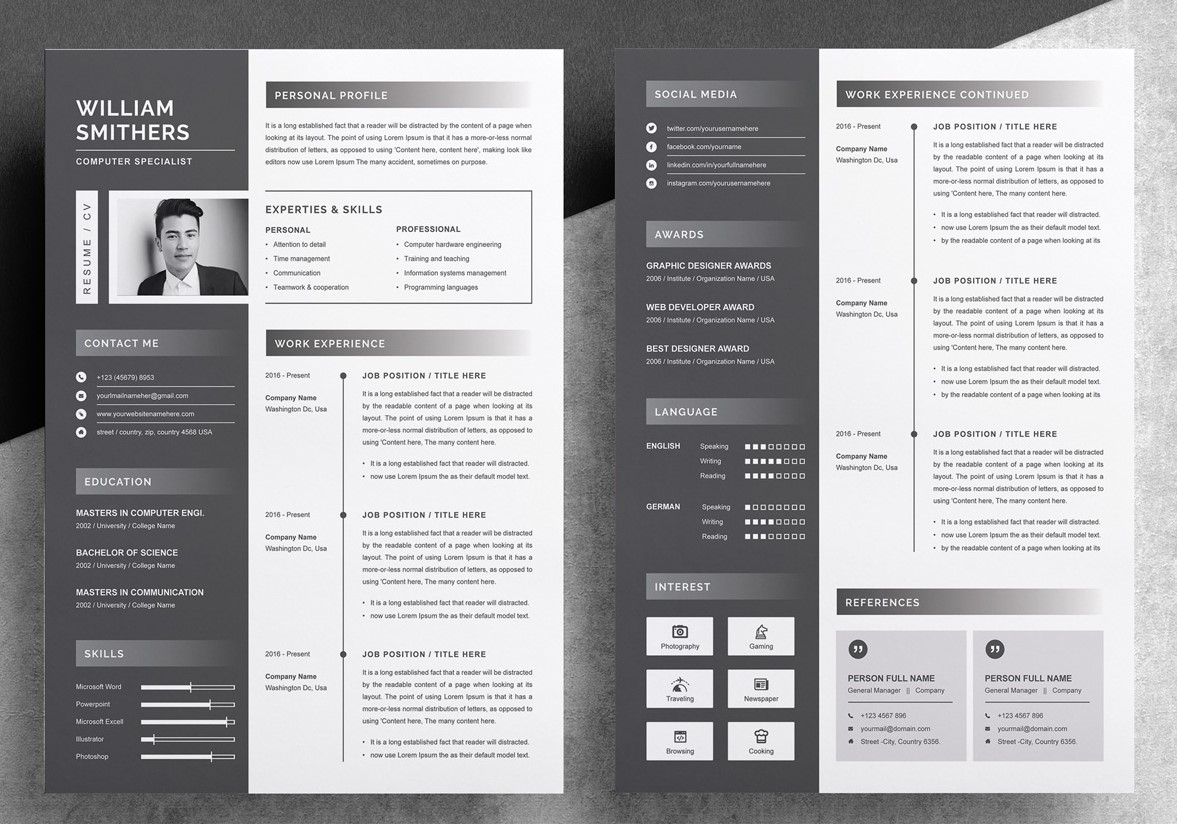 WILLIAM
SMITHERS
COMPUTER SPECIALIST
RESUME / CV
CONTACT ME
+123 (45679) 8953
yourlmailnameher@gmail.com
www.yourwebsitenamehere.com
street / country, zip, country 4568 USA
EDUCATION
MASTERS IN COMPUTER ENGI.
2002 / University / College Name
BACHELOR OF SCIENCE
2002 / University / College Name
MASTERS IN COMMUNICATION
2002 / University / College Name
SKILLS
Microsoft Word
Powerpoint
Microsoft Excell
Illustrator
Photoshop
PERSONAL PROFILE
It is a long established fact that a reader will be distracted by the content of a page when
looking at its layout. The point of using Lorem Ipsum is that it has a more-or-less normal
distribution of letters, as opposed to using 'Content here, content here', making look like
editors now use Lorem Ipsum The many accident, sometimes on purpose.
EXPERTIES & SKILLS
PERSONAL
• Attention to detail
• Time management
• Communication
• Teamwork & cooperation
PROFESSIONAL
• Computer hardware engineering
• Training and teaching
• Information systems management
• Programming languages
WORK EXPERIENCE
2016 - Present
Company Name
Washington Dc, Usa
JOB POSITION / TITLE HERE
It is a long established fact that a reader will be distracted
by the readable content of a page when looking at its
layout. The point of using Lorem Ipsum is that it has a
more-or-less normal distribution of letters, as opposed to
using 'Content here, The many content here.
• It is a long established fact that reader will distracted.
• now use Lorem Ipsum the as their default model text.
2016 - Present
Company Name
Washington Dc, Usa
JOB POSITION / TITLE HERE
It is a long established fact that a reader will be distracted
by the readable content of a page when looking at its
layout. The point of using Lorem Ipsum is that it has a
more-or-less normal distribution of letters, as opposed to
using 'Content here, The many content here.
• It is a long established fact that reader will distracted.
• now use Lorem Ipsum the as their default model text.
2016 - Present
Company Name
Washington Dc, Usa
JOB POSITION / TITLE HERE
It is a long established fact that a reader will be distracted
by the readable content of a page when looking at its
layout. The point of using Lorem Ipsum is that it has a
more-or-less normal distribution of letters, as opposed to
using 'Content here, The many content here.
• It is a long established fact that reader will distracted.
• now use Lorem Ipsum the as their default model text.
SOCIAL MEDIA
twitter.com/yourusernamehere
facebook.com/yourname
linkedin.com/in/yourfullnamehere
instagram.com/yourusernamehere
AWARDS
GRAPHIC DESIGNER AWARDS
2006 / Institute / Organization Name / USA
WEB DEVELOPER AWARD
2006 / Institute / Organization Name / USA
BEST DESIGNER AWARD
2006 / Institute / Organization Name / USA
LANGUAGE
ENGLISH
Speaking
Writing
Reading
GERMAN
Speaking
Writing
Reading
INTEREST
Photography
Gaming
Traveling
Newspaper
Browsing
Cooking
WORK EXPERIENCE CONTINUED
2016 - Present
Company Name
Washington Dc, Usa
JOB POSITION / TITLE HERE
It is a long established fact that a reader will be distracted
by the readable content of a page when looking at its
layout. The point of using Lorem Ipsum is that it has a
more-or-less normal distribution of letters, as opposed to
using 'Content here, The many content here.
• It is a long established fact that reader will distracted.
• now use Lorem Ipsum the as their default model text.
• by the readable content of a page when looking at its
2016 - Present
Company Name
Washington Dc, Usa
JOB POSITION / TITLE HERE
It is a long established fact that a reader will be distracted
by the readable content of a page when looking at its
layout. The point of using Lorem Ipsum is that it has a
more-or-less normal distribution of letters, as opposed to
using 'Content here, The many content here.
• It is a long established fact that reader will distracted.
• now use Lorem Ipsum the as their default model text.
• by the readable content of a page when looking at its
2016 - Present
Company Name
Washington Dc, Usa
JOB POSITION / TITLE HERE
It is a long established fact that a reader will be distracted
by the readable content of a page when looking at its
layout. The point of using Lorem Ipsum is that it has a
more-or-less normal distribution of letters, as opposed to
using 'Content here, The many content here.
• It is a long established fact that reader will distracted.
• now use Lorem Ipsum the as their default model text.
• by the readable content of a page when looking at its
REFERENCES
PERSON FULL NAME
General Manager || Company
+123 4567 896
yourmail@domain.com
Street -City, Country 6356.
PERSON FULL NAME
General Manager || Company
+123 4567 896
yourmail@domain.com
Street -City, Country 6356.